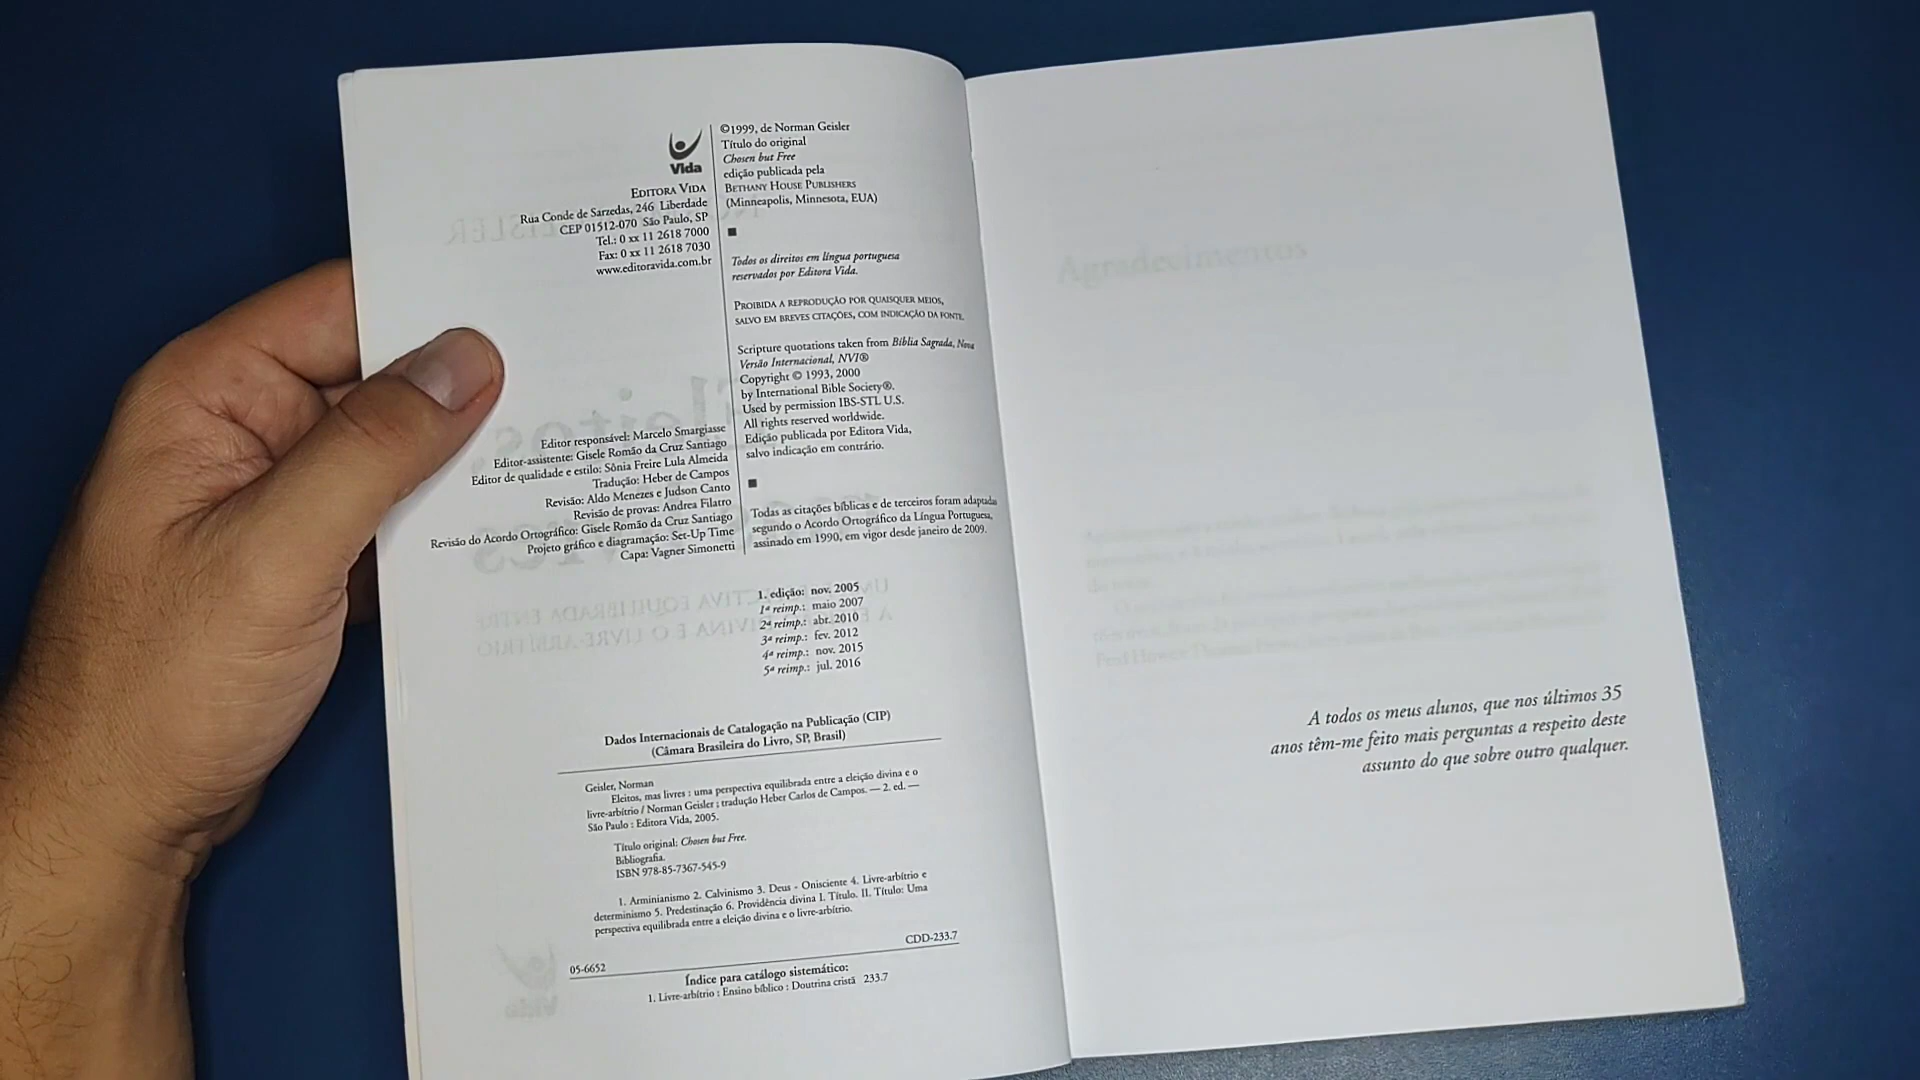 Vida
EDITORA VIDA
Rua Conde de Sarzedas, 246 Liberdade
CEP 01512-070 São Paulo, SP
Tel.: 0 xx 11 2618 7000
Fax: 0 xx 11 2618 7030
www.editoravida.com.br
Editor responsável: Marcelo Smargiasse
Editor-assistente: Gisele Romão da Cruz Santiago
Editor de qualidade e estilo: Sônia Freire Lula Almeida
Tradução: Heber de Campos
Revisão: Aldo Menezes e Judson Canto
Revisão de provas: Andrea Filatro
Revisão do Acordo Ortográfico: Gisele Romão da Cruz Santiago
Projeto gráfico e diagramação: Set-Up Time
Capa: Vagner Simonetti
©1999, de Norman Geisler
Título do original
Chosen but Free
edição publicada pela
BETHANY HOUSE PUBLISHERS
(Minneapolis, Minnesota, EUA)
Todos os direitos em língua portuguesa
reservados por Editora Vida.
PROIBIDA A REPRODUÇÃO POR QUAISQUER MEIOS,
SALVO EM BREVES CITAÇÕES, COM INDICAÇÃO DA FONTE.
Scripture quotations taken from Bíblia Sagrada, Nova
Versão Internacional, NVI®
Copyright © 1993, 2000
by International Bible Society®.
Used by permission IBS-STL U.S.
All rights reserved worldwide.
Edição publicada por Editora Vida,
salvo indicação em contrário.
Todas as citações bíblicas e de terceiros foram adaptadas
segundo o Acordo Ortográfico da Língua Portuguesa,
assinado em 1990, em vigor desde janeiro de 2009.
1. edição: nov. 2005
1ª reimp.: maio 2007
2ª reimp.: abr. 2010
3ª reimp.: fev. 2012
4ª reimp.: nov. 2015
5ª reimp.: jul. 2016
Dados Internacionais de Catalogação na Publicação (CIP)
(Câmara Brasileira do Livro, SP, Brasil)
Geisler, Norman
Eleitos, mas livres : uma perspectiva equilibrada entre a eleição divina e o
livre-arbítrio / Norman Geisler ; tradução Heber Carlos de Campos. — 2. ed. —
São Paulo : Editora Vida, 2005.
Título original: Chosen but Free.
Bibliografia.
ISBN 978-85-7367-545-9
1. Arminianismo 2. Calvinismo 3. Deus - Onisciente 4. Livre-arbítrio e
determinismo 5. Predestinação 6. Providência divina I. Título. II. Título: Uma
perspectiva equilibrada entre a eleição divina e o livre-arbítrio.
05-6652
CDD-233.7
Índice para catálogo sistemático:
1. Livre-arbítrio : Ensino bíblico : Doutrina cristã 233.7
Agradecimentos
A todos os meus alunos, que nos últimos 35
anos têm-me feito mais perguntas a respeito deste
assunto do que sobre outro qualquer.